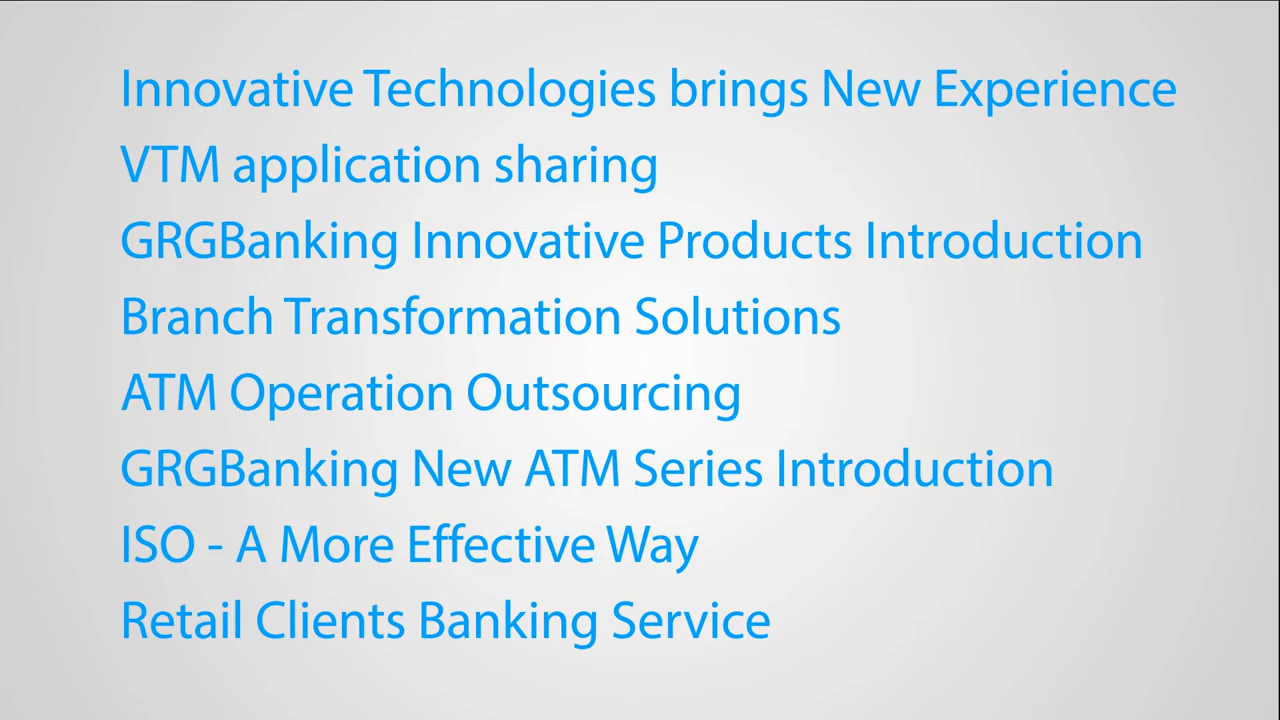 Innovative Technologies brings New Experience
VTM application sharing
GRGBanking Innovative Products Introduction
Branch Transformation Solutions
ATM Operation Outsourcing
GRGBanking New ATM Series Introduction
ISO - A More Effective Way
Retail Clients Banking Service